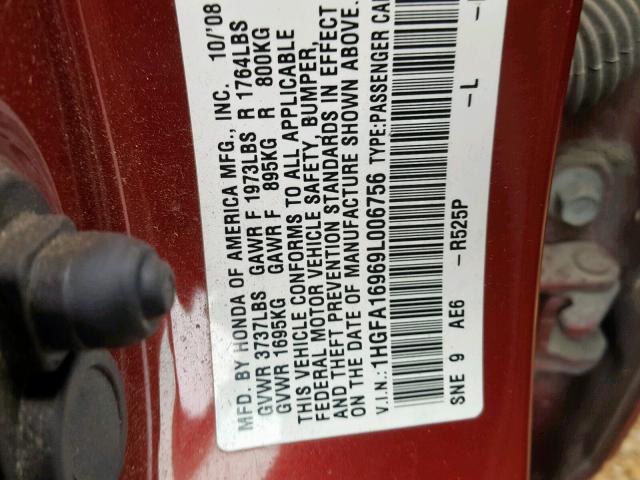 MFD. BY HONDA OF AMERICA MFG., INC. 10/'08
GVWR 3737LBS GAWR F 1973LBS R 1764LBS
GVWR 1695KG GAWR F 895KG R 800KG
THIS VEHICLE CONFORMS TO ALL APPLICABLE
FEDERAL MOTOR VEHICLE SAFETY, BUMPER,
AND THEFT PREVENTION STANDARDS IN EFFECT
ON THE DATE OF MANUFACTURE SHOWN ABOVE.
V.I.N.: 1HGFA16969L006756 TYPE:PASSENGER CAR
SNE 9 AE6 -R525P -L -